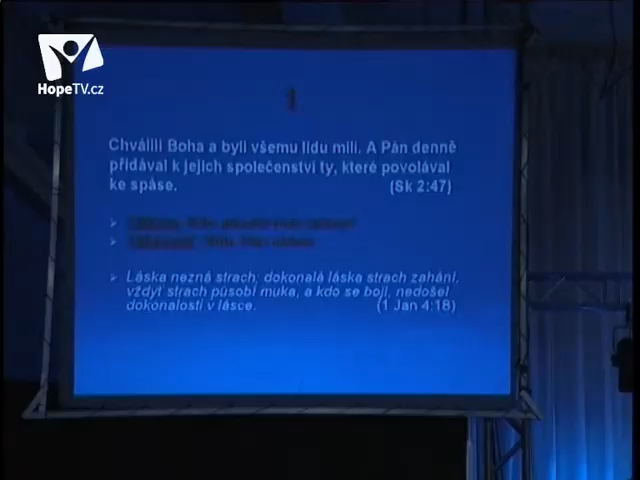 HopeTV.cz
1
Chválili Boha a byli všemu lidu milí. A Pán denně
přidával k jejich společenství ty, které povolával
ke spáse. (Sk 2:47)
Láska nezná strach; dokonalá láska strach zahání,
vždyť strach působí muka, a kdo se bojí, nedošel
dokonalosti v lásce. (1 Jan 4:18)